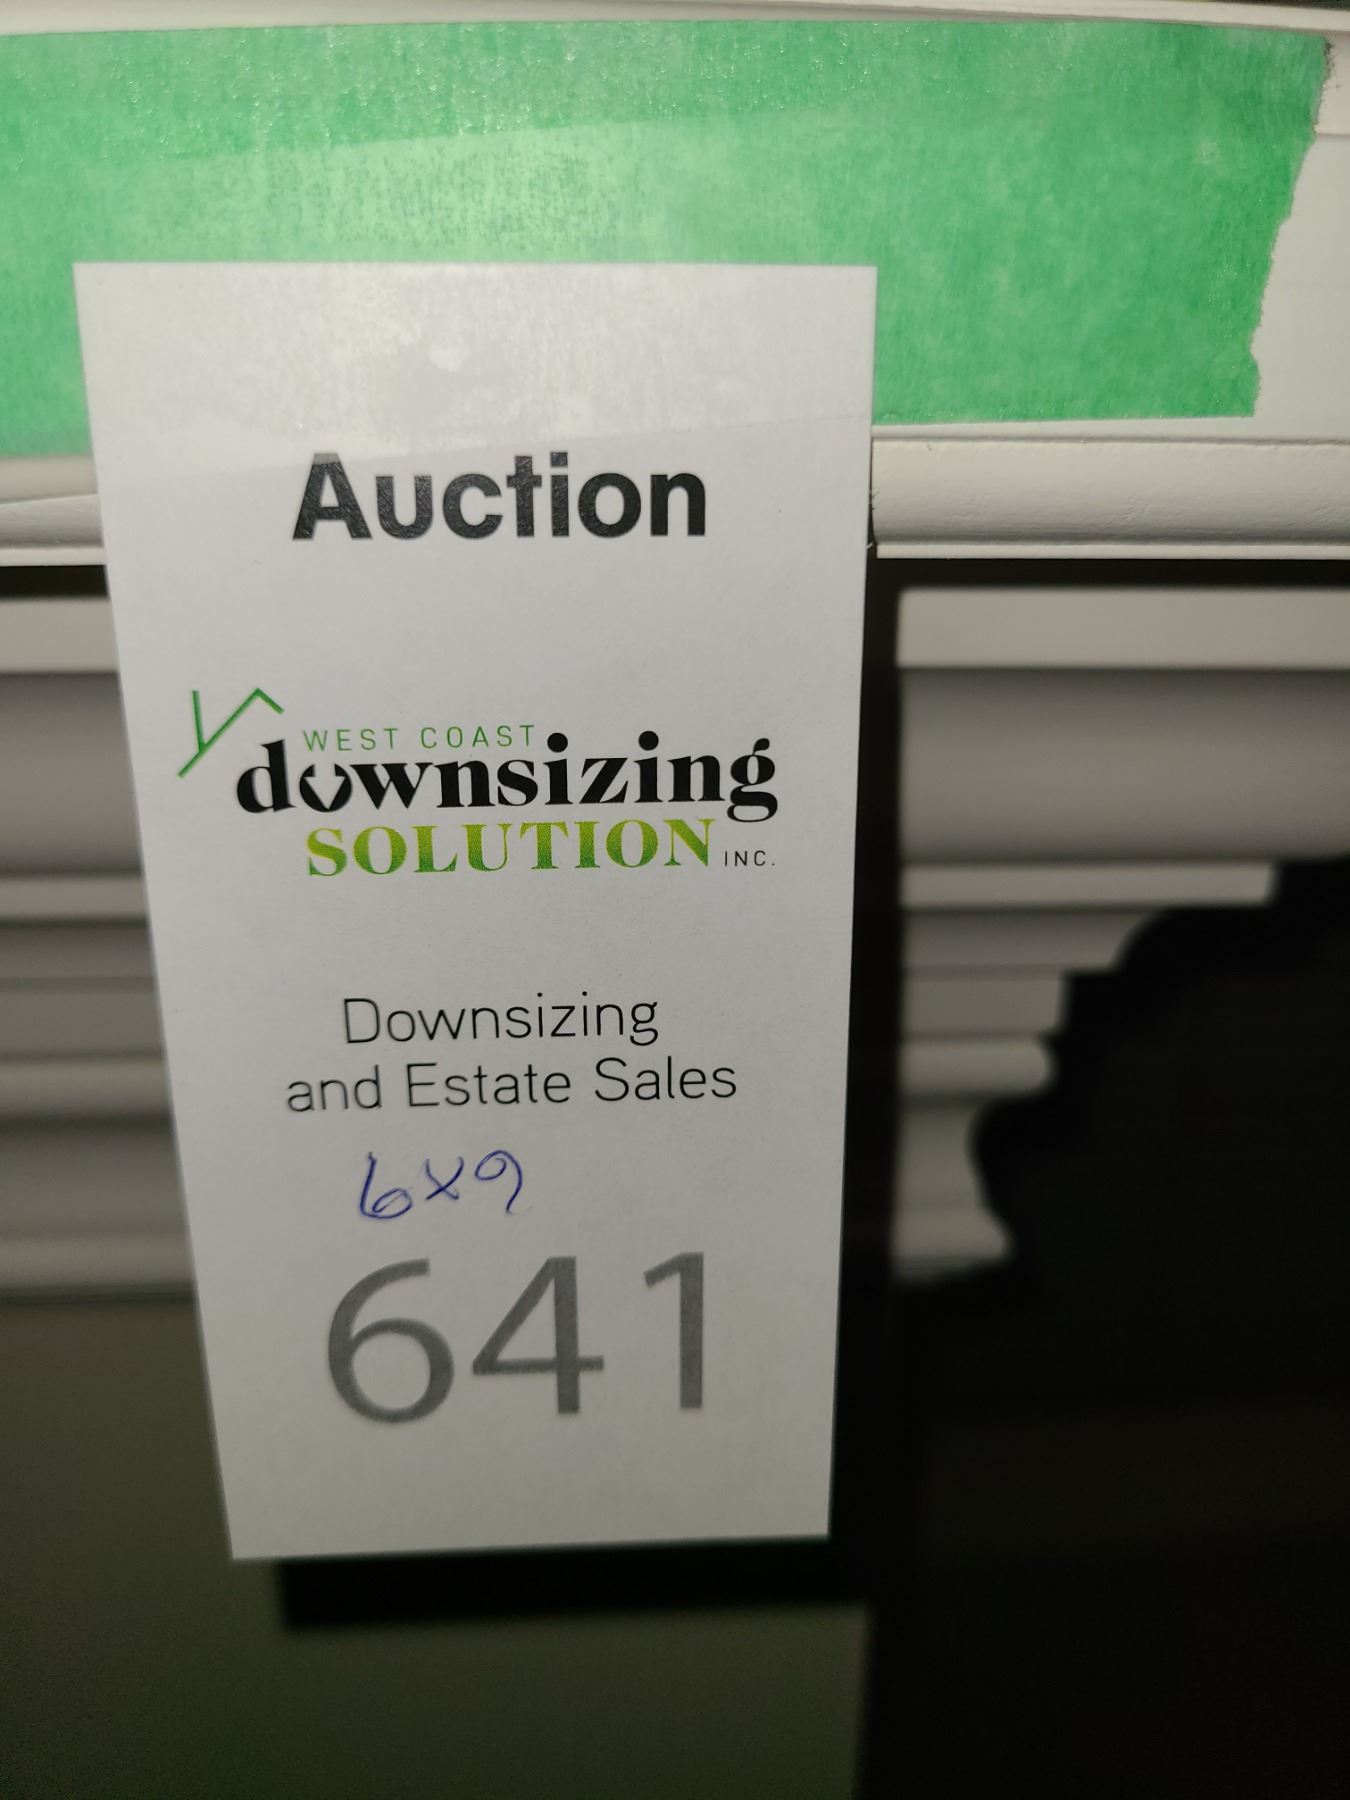 Auction
WEST COAST
downsizing
SOLUTION INC.
Downsizing
and Estate Sales
6x9
641